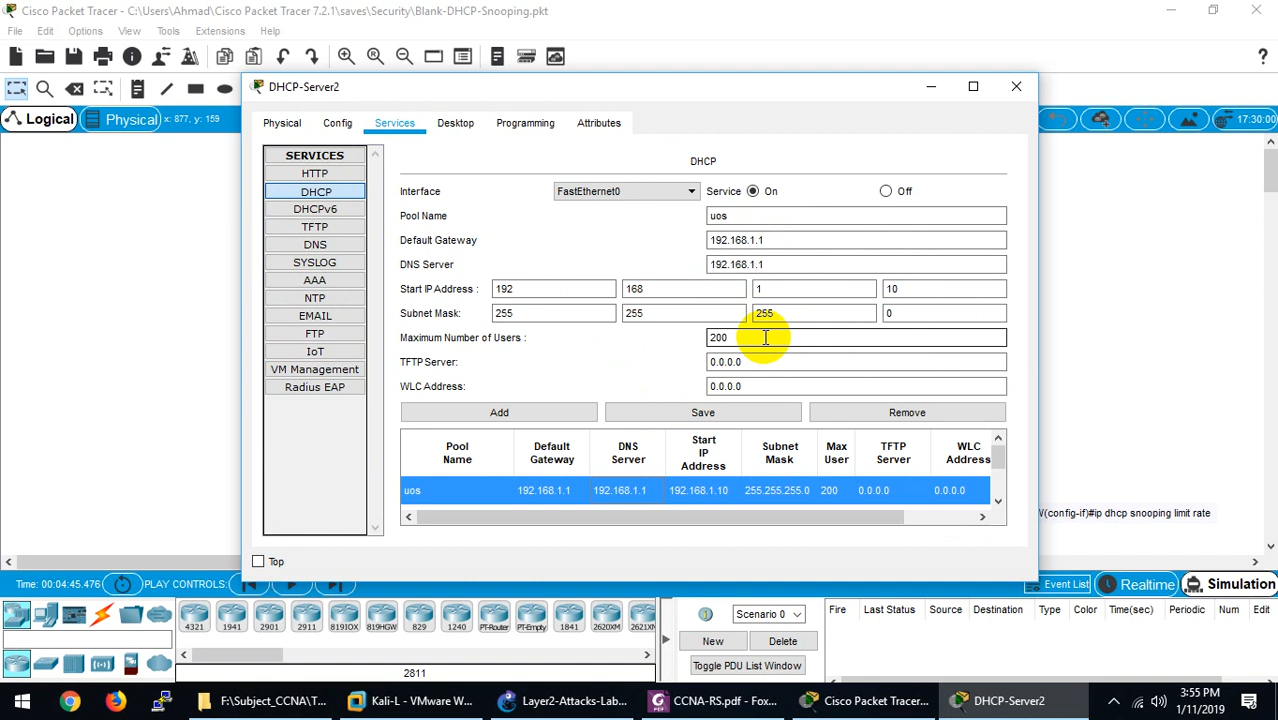 Cisco Packet Tracer - C:\Users\Ahmad\Cisco Packet Tracer 7.2.1\saves\Security\Blank-DHCP-Snooping.pkt
File Edit Options View Tools Extensions Help
Logical Physical x: 877, y: 159 17:30:00
DHCP-Server2
Physical Config Services Desktop Programming Attributes
SERVICES
HTTP
DHCP
DHCPv6
TFTP
DNS
SYSLOG
AAA
NTP
EMAIL
FTP
IoT
VM Management
Radius EAP
DHCP
Interface FastEthernet0 Service On Off
Pool Name uos
Default Gateway 192.168.1.1
DNS Server 192.168.1.1
Start IP Address : 192 168 1 10
Subnet Mask: 255 255 255 0
Maximum Number of Users : 200
TFTP Server: 0.0.0.0
WLC Address: 0.0.0.0
Add Save Remove
Pool Name Default Gateway DNS Server Start IP Address Subnet Mask Max User TFTP Server WLC Address
uos 192.168.1.1 192.168.1.1 192.168.1.10 255.255.255.0 200 0.0.0.0 0.0.0.0
Top
W(config-if)#ip dhcp snooping limit rate
Time: 00:04:45.476 PLAY CONTROLS: Event List Realtime Simulation
4321 1941 2901 2911 819IOX 819HGW 829 1240 PT-Router PT-Empty 1841 2620XM 2621XM
2811
Scenario 0
New Delete
Toggle PDU List Window
Fire Last Status Source Destination Type Color Time(sec) Periodic Num Edit
F:\Subject_CCNA\T... Kali-L - VMware W... Layer2-Attacks-Lab... CCNA-RS.pdf - Fox... Cisco Packet Tracer... DHCP-Server2
3:55 PM
1/11/2019